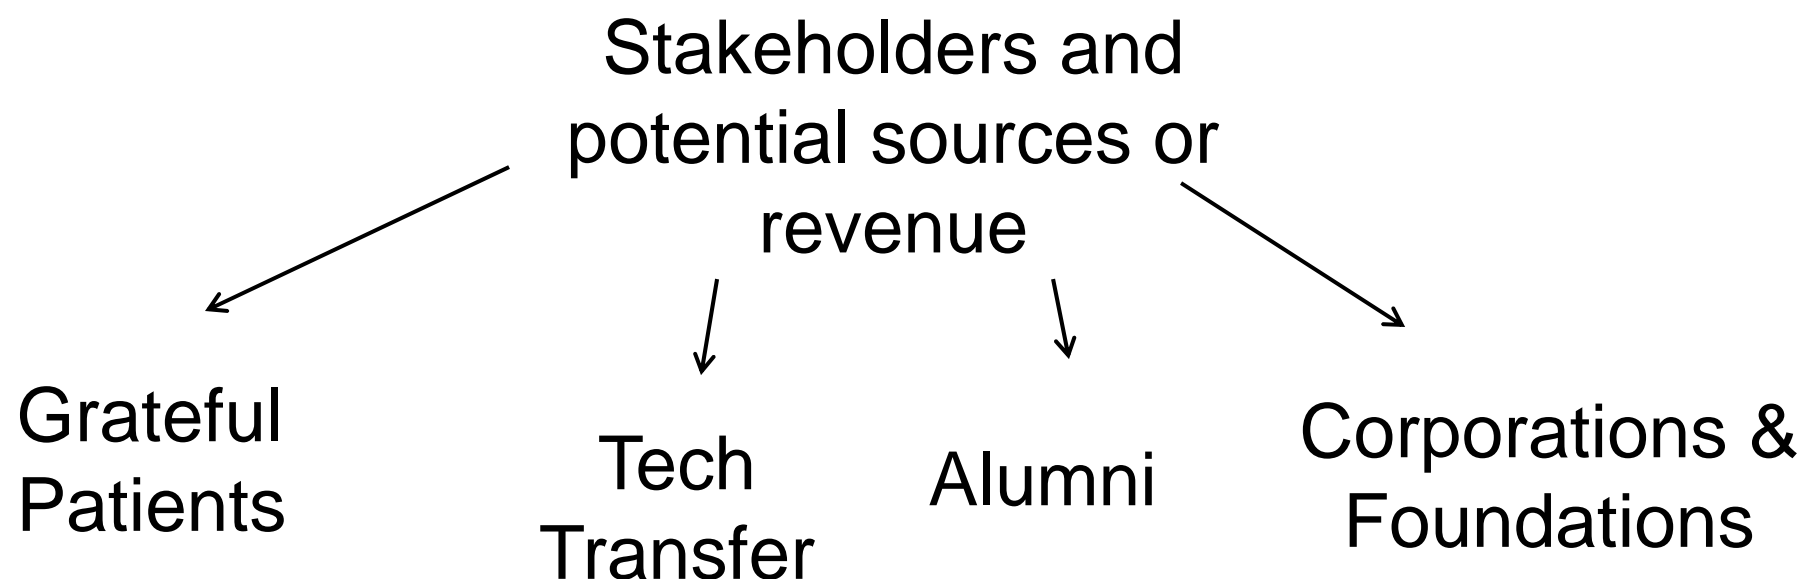 Stakeholders and
potential sources or
revenue
Grateful
Patients
Tech
Transfer
Alumni
Corporations &
Foundations